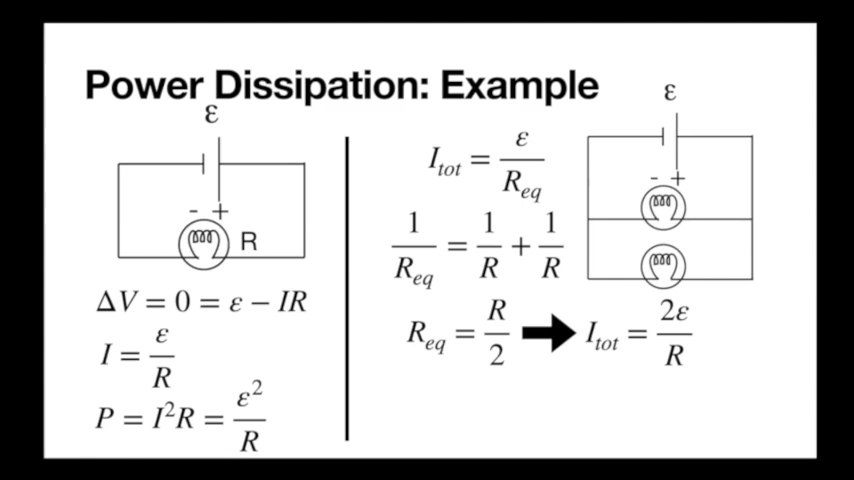 Power Dissipation: Example
ε
- +
R
ΔV = 0 = ε − IR
I = ε/R
P = I²R = ε²/R
I_tot = ε/R_eq
1/R_eq = 1/R + 1/R
R_eq = R/2 ➡ I_tot = 2ε/R
ε
- +